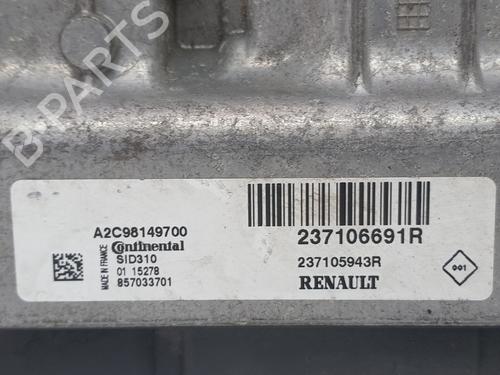 B-PARTS
A2C98149700
Continental
MADE IN FRANCE
SID310
01 15278
857033701
237106691R
237105943R
RENAULT
001